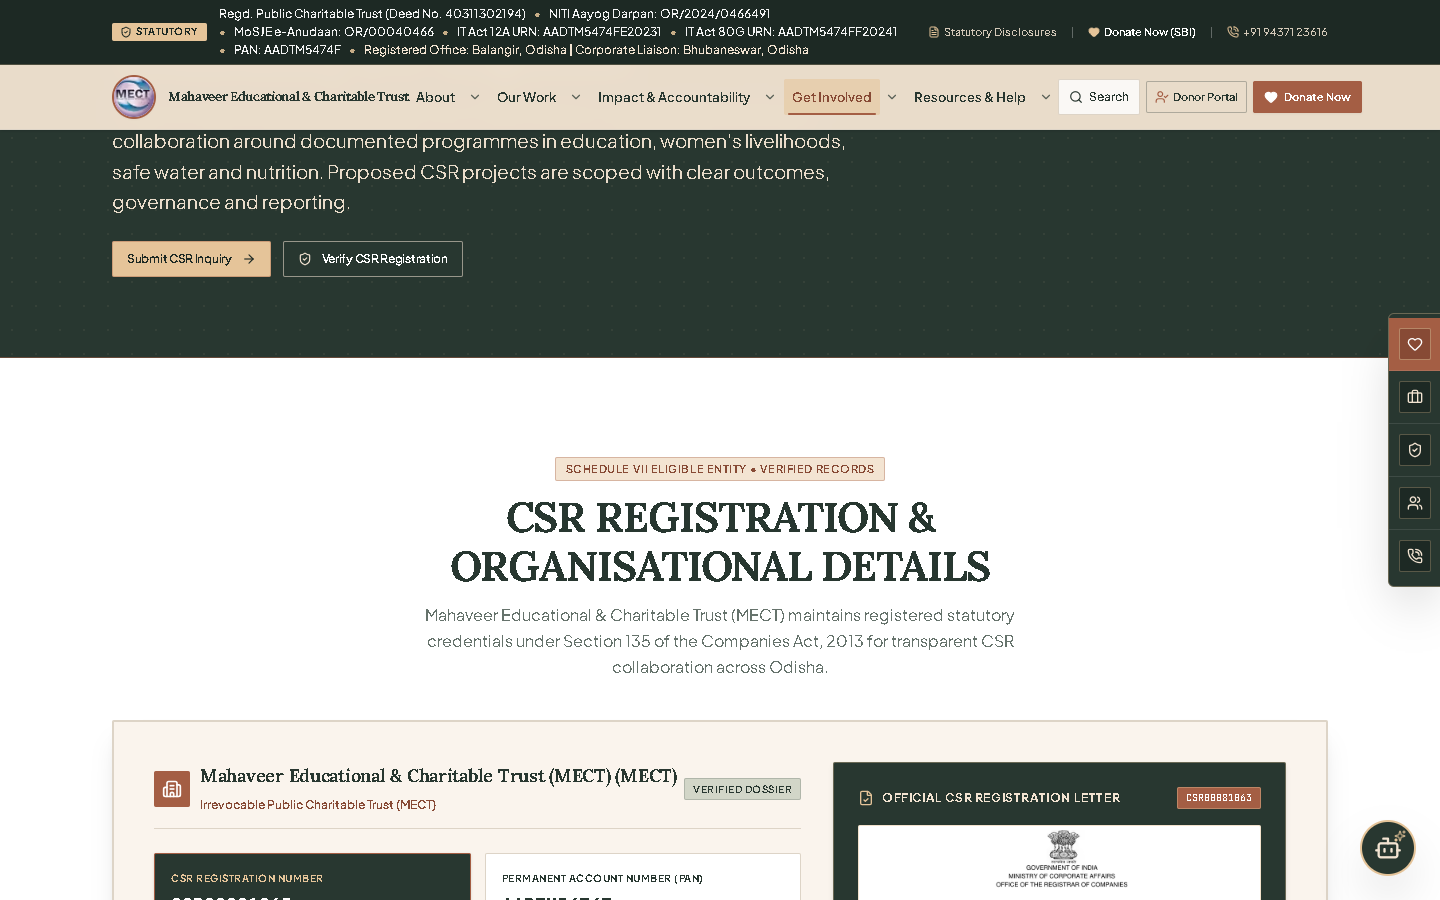 Regd. Public Charitable Trust (Deed No. 40311302194) • NITI Aayog Darpan: OR/2024/0466491
STATUTORY
• MoSJE e-Anudaan: OR/00040466 • IT Act 12A URN: AADTM5474FE20231 • IT Act 80G URN: AADTM5474FF20241
Statutory Disclosures | Donate Now (SBI) | +91 94371 23616
• PAN: AADTM5474F • Registered Office: Balangir, Odisha | Corporate Liaison: Bhubaneswar, Odisha
MECT
Mahaveer Educational & Charitable Trust
About
Our Work
Impact & Accountability
Get Involved
Resources & Help
Search
Donor Portal
Donate Now
collaboration around documented programmes in education, women's livelihoods,
safe water and nutrition. Proposed CSR projects are scoped with clear outcomes,
governance and reporting.
Submit CSR Inquiry
Verify CSR Registration
SCHEDULE VII ELIGIBLE ENTITY • VERIFIED RECORDS
CSR REGISTRATION &
ORGANISATIONAL DETAILS
Mahaveer Educational & Charitable Trust (MECT) maintains registered statutory
credentials under Section 135 of the Companies Act, 2013 for transparent CSR
collaboration across Odisha.
Mahaveer Educational & Charitable Trust (MECT) (MECT)
Irrevocable Public Charitable Trust (MECT)
VERIFIED DOSSIER
OFFICIAL CSR REGISTRATION LETTER
CSR00081063
GOVERNMENT OF INDIA
MINISTRY OF CORPORATE AFFAIRS
OFFICE OF THE REGISTRAR OF COMPANIES
CSR REGISTRATION NUMBER
PERMANENT ACCOUNT NUMBER (PAN)